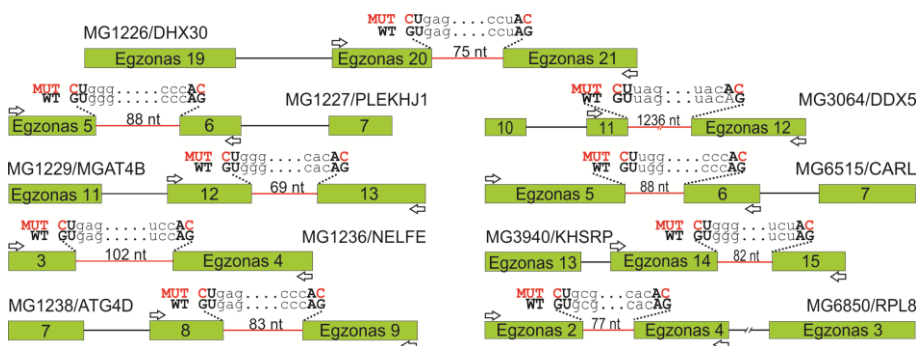 MUT CUgag....ccuAC
WT GUgag....ccuAG
MG1226/DHX30
75 nt
Egzonas 19
Egzonas 20
Egzonas 21
MUT CUggg....cccAC
WT GUggg....cccAG
MG1227/PLEKHJ1
88 nt
Egzonas 5
6
7
MUT CUuag...uacAC
WT GUuag...uacAG
MG3064/DDX5
1236 nt
10
11
Egzonas 12
MUT CUggg....cacAC
WT GUggg....cacAG
MG1229/MGAT4B
69 nt
Egzonas 11
12
13
MUT CUugg....cccAC
WT GUugg....cccAG
MG6515/CARL
88 nt
Egzonas 5
6
7
MUT CUgag.....uccAC
WT GUgag.....uccAG
MG1236/NELFE
102 nt
3
Egzonas 4
MUT CUggg....ucuAC
WT GUggg....ucuAG
MG3940/KHSRP
82 nt
Egzonas 13
Egzonas 14
15
MUT CUgag....cccAC
WT GUgag....cccAG
MG1238/ATG4D
83 nt
7
8
Egzonas 9
MUT CUgcg...cacAC
WT GUgcg...cacAG
MG6850/RPL8
77 nt
Egzonas 2
Egzonas 4
Egzonas 3